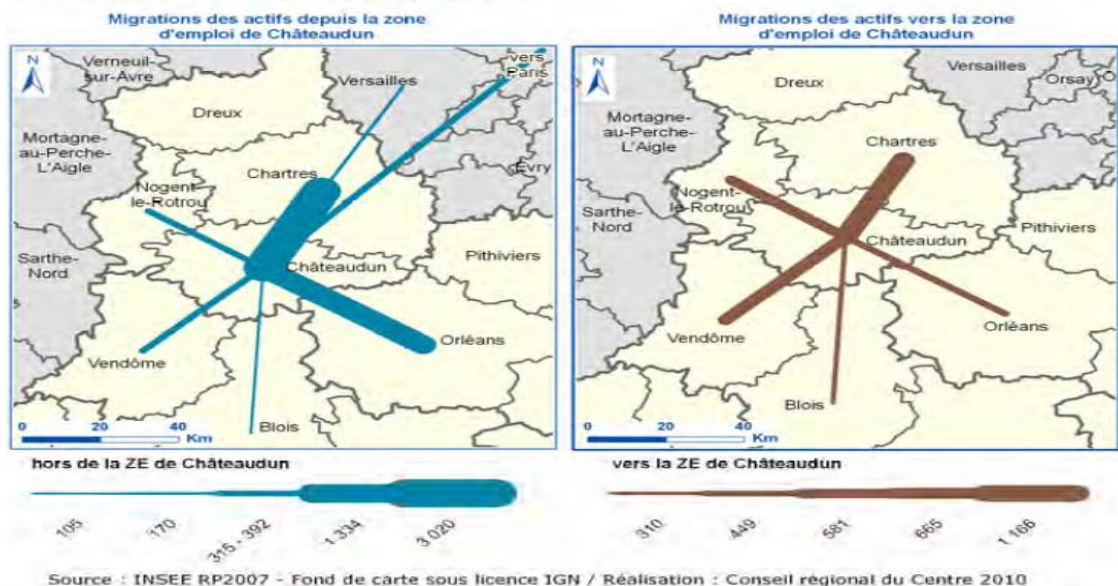 Migrations des actifs depuis la zone
d'emploi de Châteaudun
N
Verneuil-
sur-Avre
Versailles
vers
Paris
Dreux
Mortagne-
au-Perche-
L'Aigle
Chartres
Évry
Nogent-
le-Rotrou
Sarthe-
Nord
Châteaudun
Pithiviers
Orléans
Vendôme
Blois
0 20 40
Km
hors de la ZE de Châteaudun
105 170 315 - 392 1 334 3 020
Migrations des actifs vers la zone
d'emploi de Châteaudun
N
Versailles
Orsay
Dreux
Mortagne-
au-Perche-
L'Aigle
Chartres
Nogent-
le-Rotrou
Sarthe-
Nord
Châteaudun
Pithiviers
Orléans
Vendôme
Blois
0 20 40
Km
vers la ZE de Châteaudun
310 449 581 665 1 166
Source : INSEE RP2007 - Fond de carte sous licence IGN / Réalisation : Conseil régional du Centre 2010